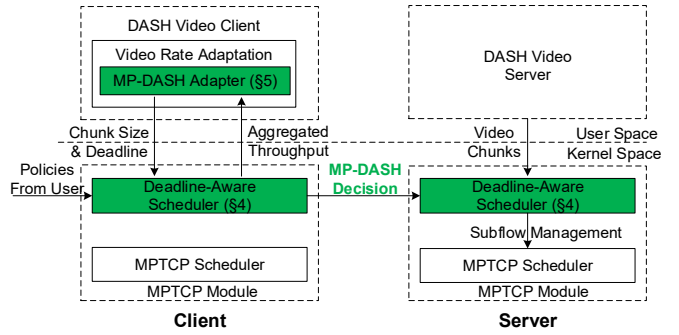 DASH Video Client
Video Rate Adaptation
MP-DASH Adapter (§5)
DASH Video
Server
Chunk Size
& Deadline
Aggregated
Throughput
Video
Chunks
User Space
Kernel Space
Policies
From User
MP-DASH
Decision
Deadline-Aware
Scheduler (§4)
Deadline-Aware
Scheduler (§4)
Subflow Management
MPTCP Scheduler
MPTCP Module
MPTCP Scheduler
MPTCP Module
Client
Server